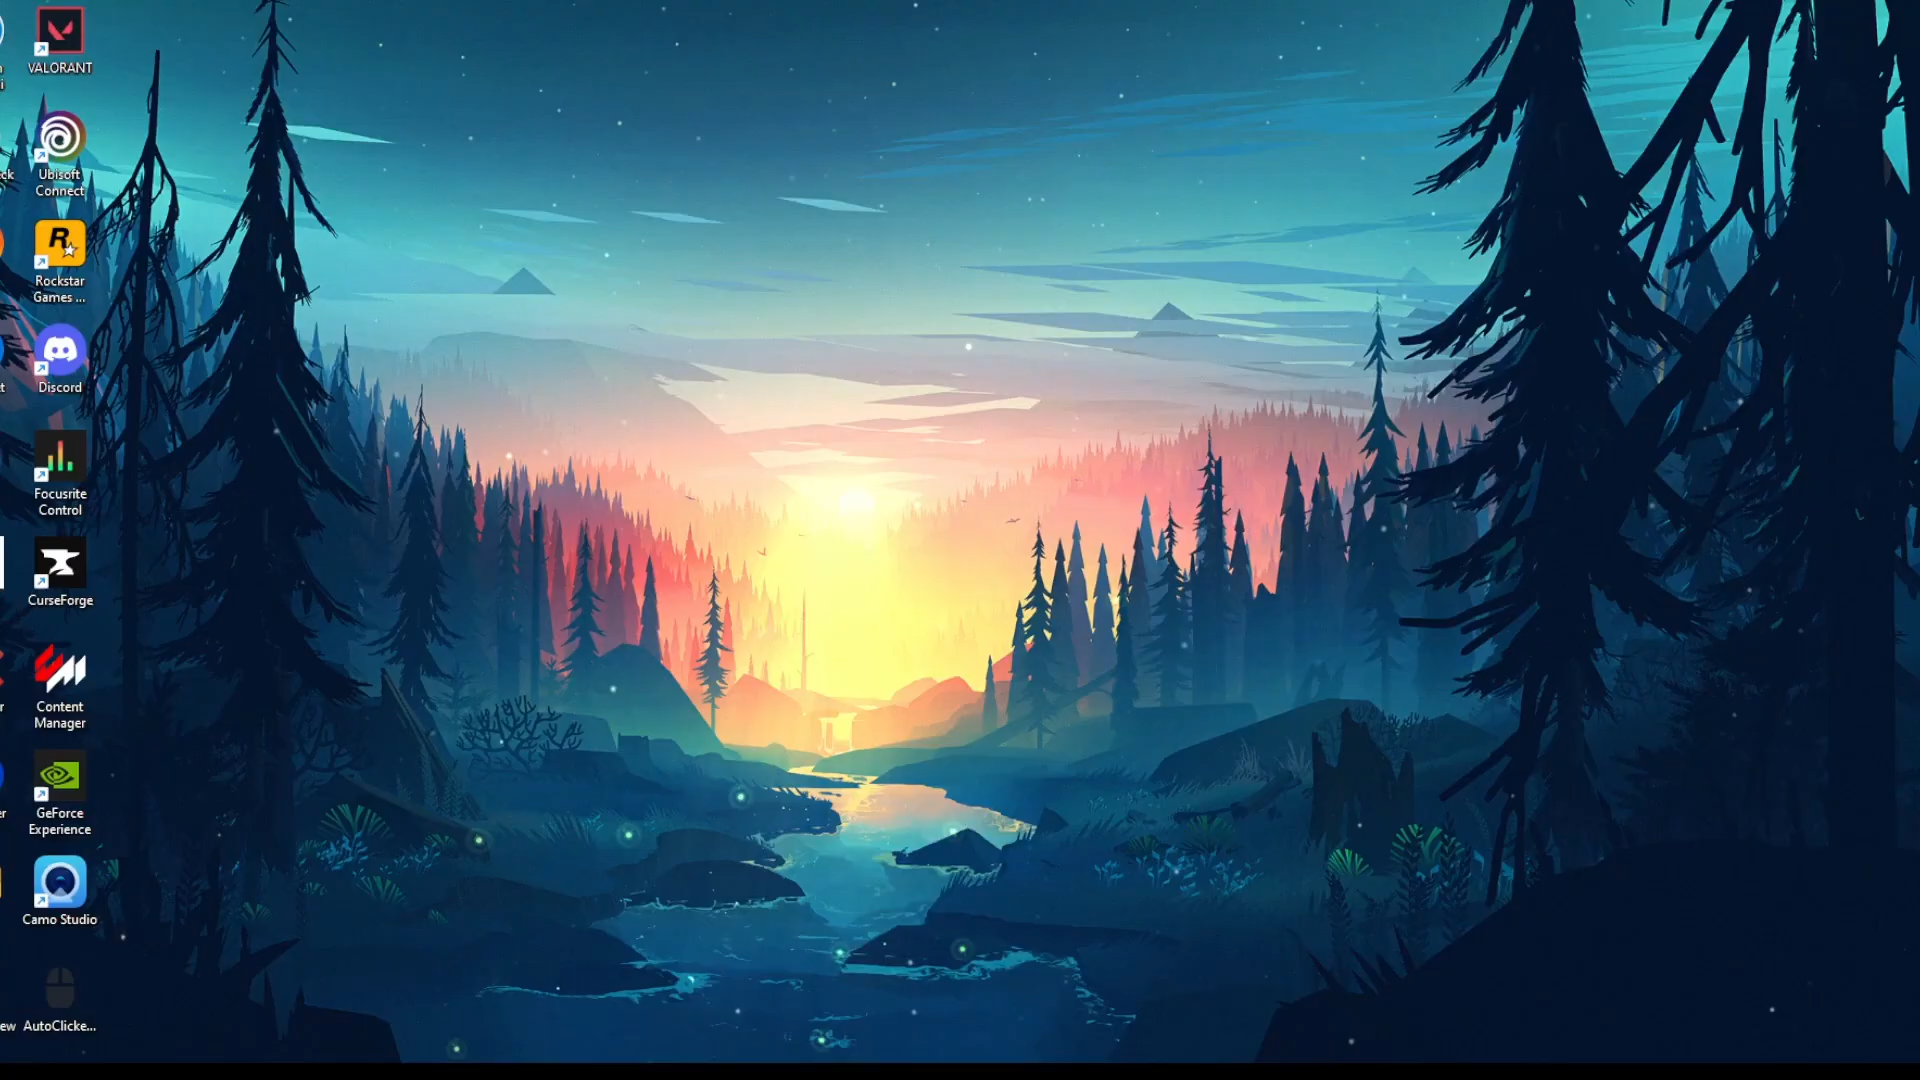 VALORANT
Ubisoft
Connect
Rockstar
Games ...
Discord
Focusrite
Control
CurseForge
Content
Manager
GeForce
Experience
Camo Studio
AutoClicke...